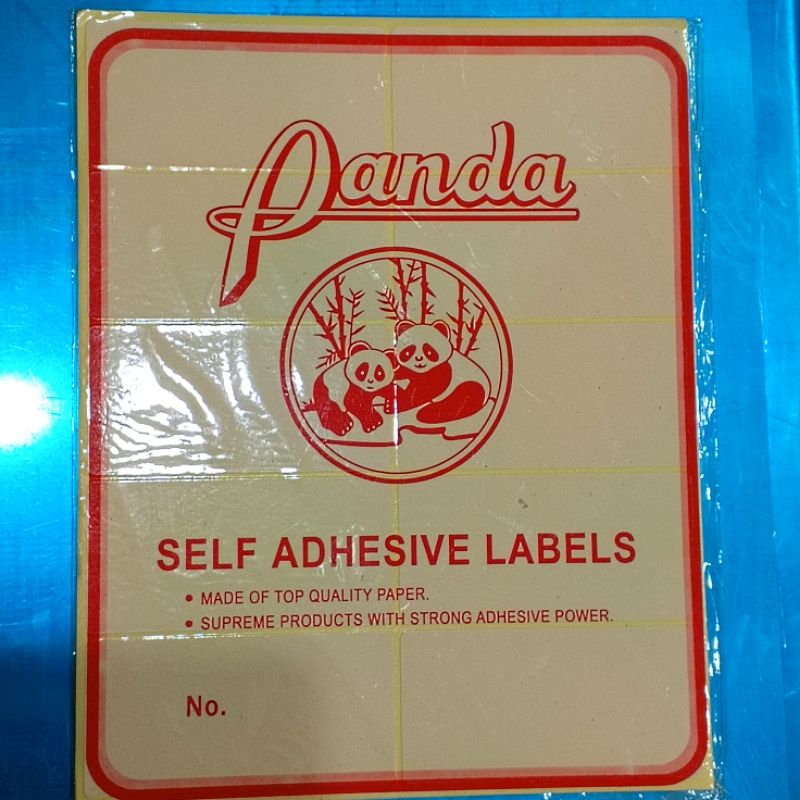 Panda
SELF ADHESIVE LABELS
• MADE OF TOP QUALITY PAPER.
• SUPREME PRODUCTS WITH STRONG ADHESIVE POWER.
No.